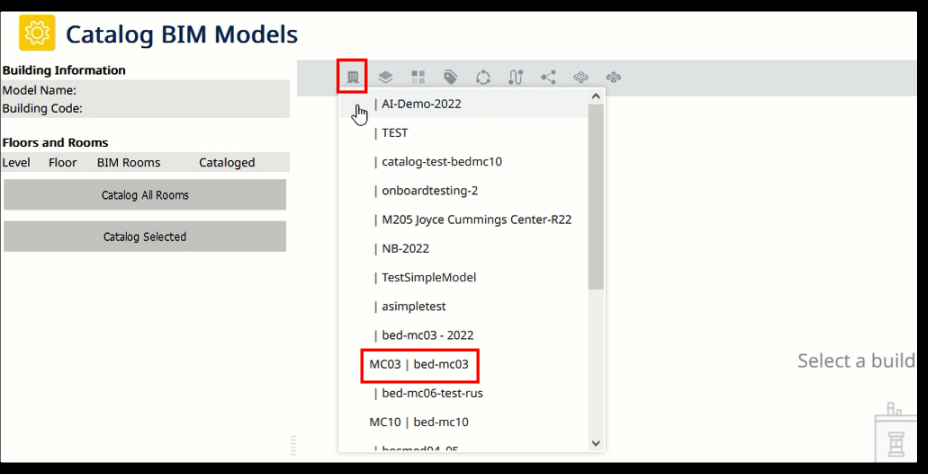 Catalog BIM Models
Building Information
Model Name:
Building Code:
Floors and Rooms
Level Floor BIM Rooms Cataloged
Catalog All Rooms
Catalog Selected
| AI-Demo-2022
| TEST
| catalog-test-bedmc10
| onboardtesting-2
| M205 Joyce Cummings Center-R22
| NB-2022
| TestSimpleModel
| asimpletest
| bed-mc03 - 2022
MC03 | bed-mc03
| bed-mc06-test-rus
MC10 | bed-mc10
Select a build